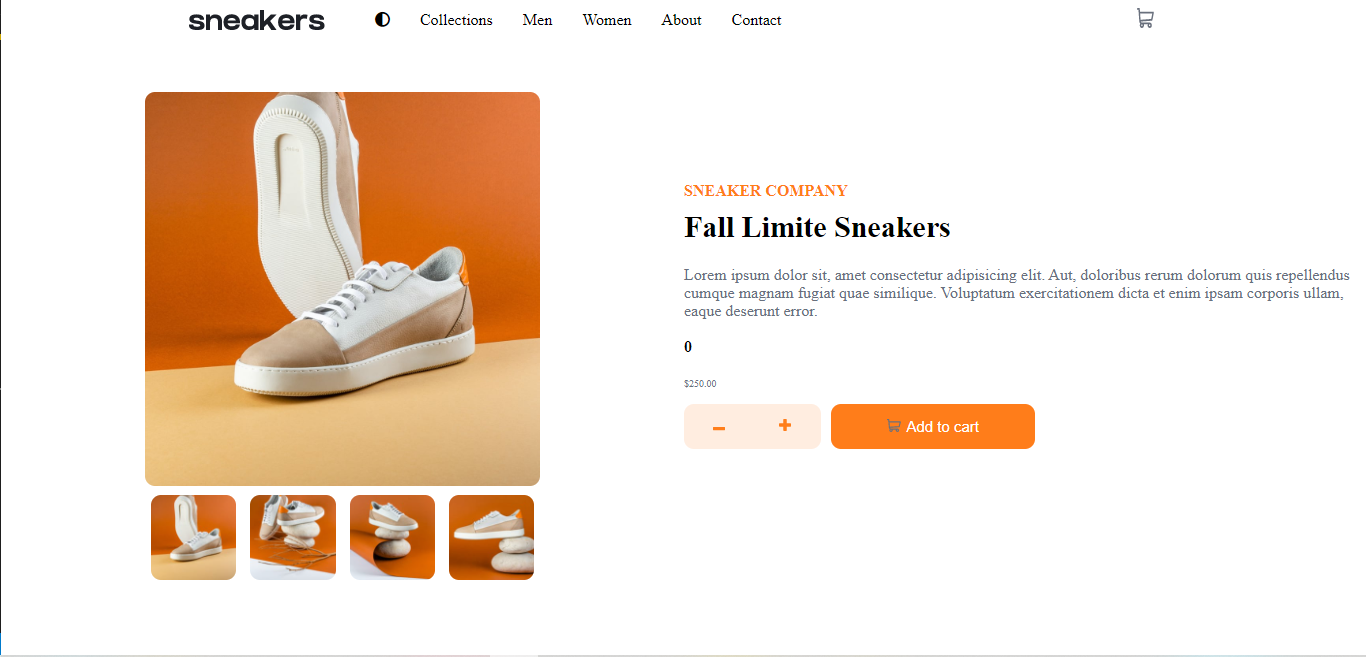 sneakers
Collections Men Women About Contact
SNEAKER COMPANY
Fall Limite Sneakers
Lorem ipsum dolor sit, amet consectetur adipisicing elit. Aut, doloribus rerum dolorum quis repellendus
cumque magnam fugiat quae similique. Voluptatum exercitationem dicta et enim ipsam corporis ullam,
eaque deserunt error.
0
$250.00
Add to cart